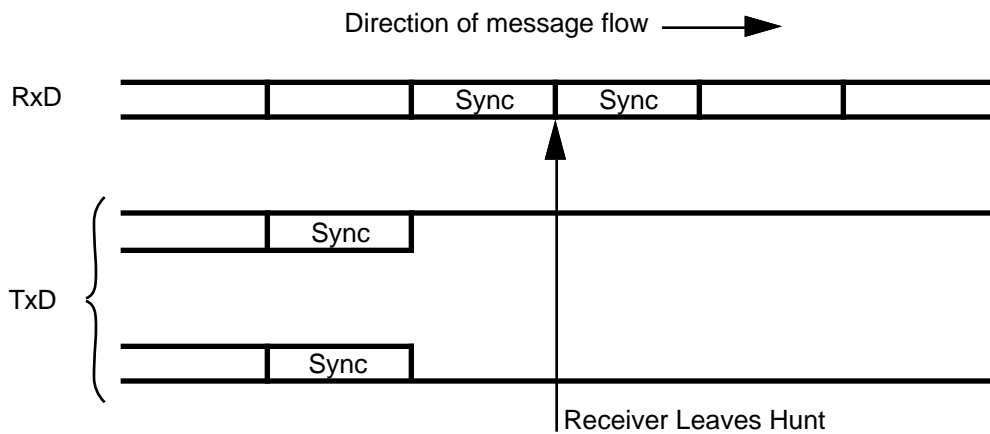 Direction of message flow
RxD
Sync Sync
Sync
TxD
Sync
Receiver Leaves Hunt